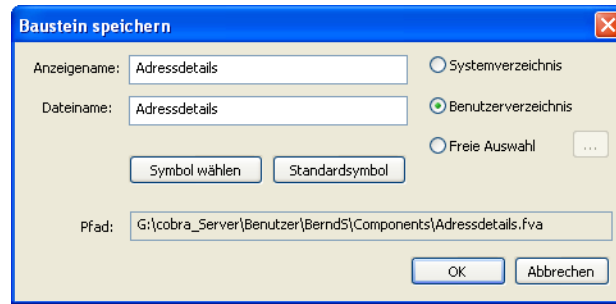 Baustein speichern
Anzeigename: Adressdetails
Systemverzeichnis
Dateiname: Adressdetails
Benutzerverzeichnis
Freie Auswahl ...
Symbol wählen Standardsymbol
Pfad: G:\cobra_Server\Benutzer\BerndS\Components\Adressdetails.fva
OK Abbrechen